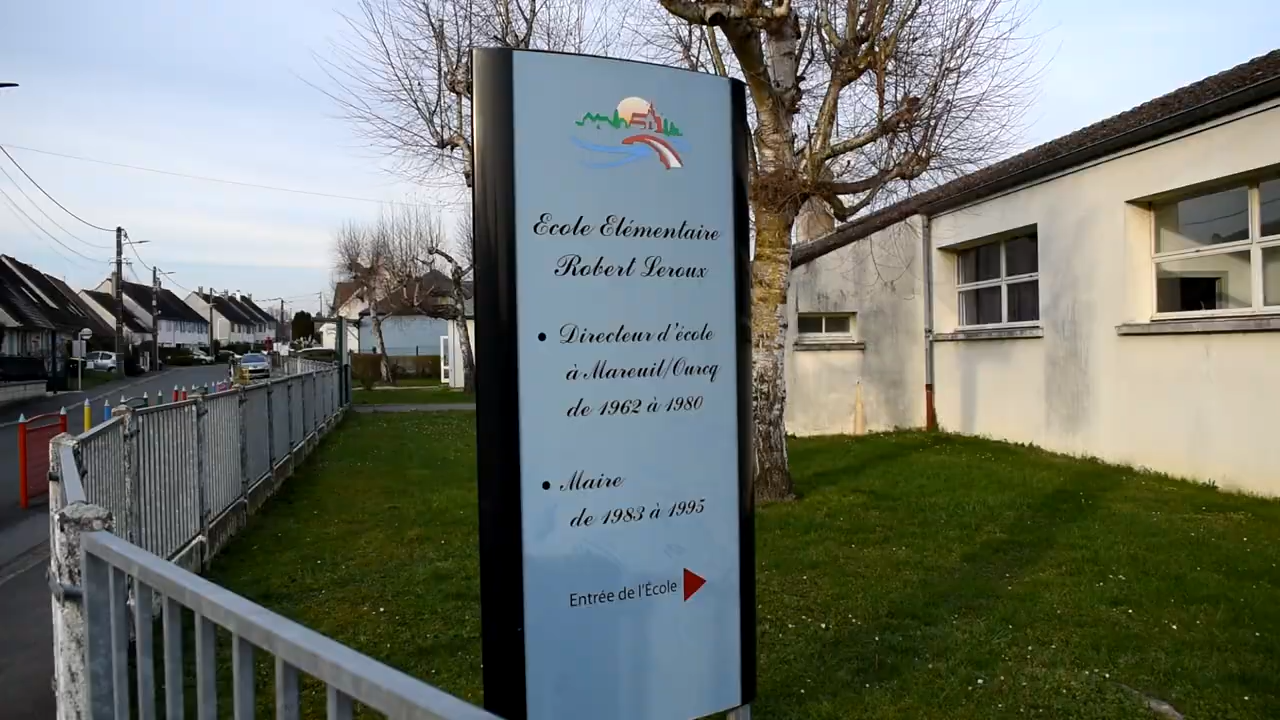 Ecole Elémentaire
Robert Leroux
• Directeur d'école
à Mareuil/Ourcq
de 1962 à 1980
• Maire
de 1983 à 1995
Entrée de l'École